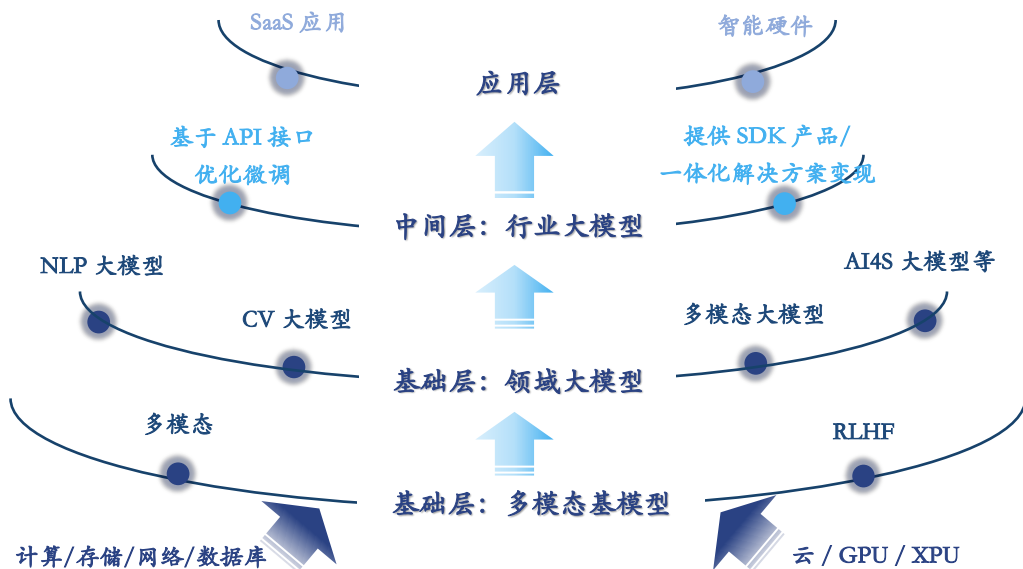 SaaS 应用
智能硬件
应用层
基于 API 接口
优化微调
提供 SDK 产品/
一体化解决方案变现
中间层：行业大模型
NLP 大模型
AI4S 大模型等
CV 大模型
多模态大模型
基础层：领域大模型
多模态
RLHF
基础层：多模态基模型
计算/存储/网络/数据库
云 / GPU / XPU